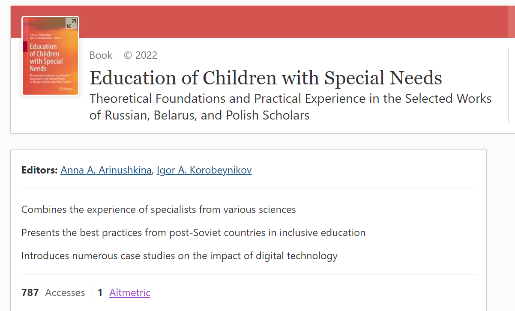 Education
of Children
with Special
Needs
Book © 2022
Education of Children with Special Needs
Theoretical Foundations and Practical Experience in the Selected Works
of Russian, Belarus, and Polish Scholars
Editors: Anna A. Arinushkina, Igor A. Korobeynikov
Combines the experience of specialists from various sciences
Presents the best practices from post-Soviet countries in inclusive education
Introduces numerous case studies on the impact of digital technology
787 Accesses 1 Altmetric